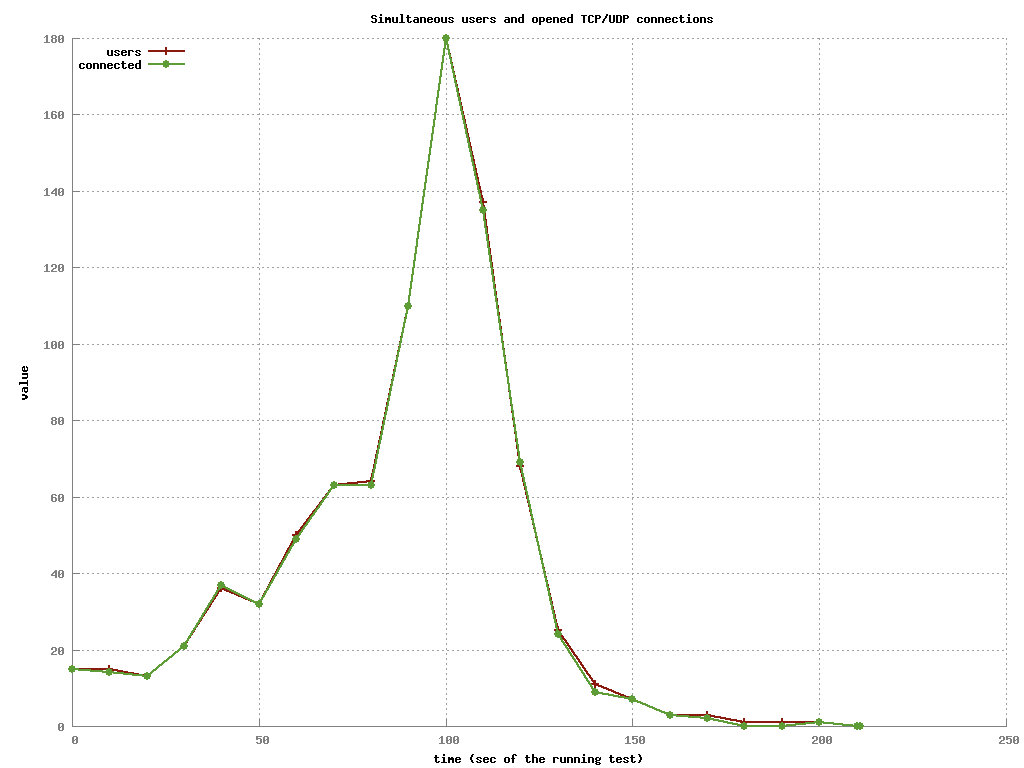 Simultaneous users and opened TCP/UDP connections
users
connected
180
160
140
120
100
80
60
40
20
0
value
0 50 100 150 200 250
time (sec of the running test)